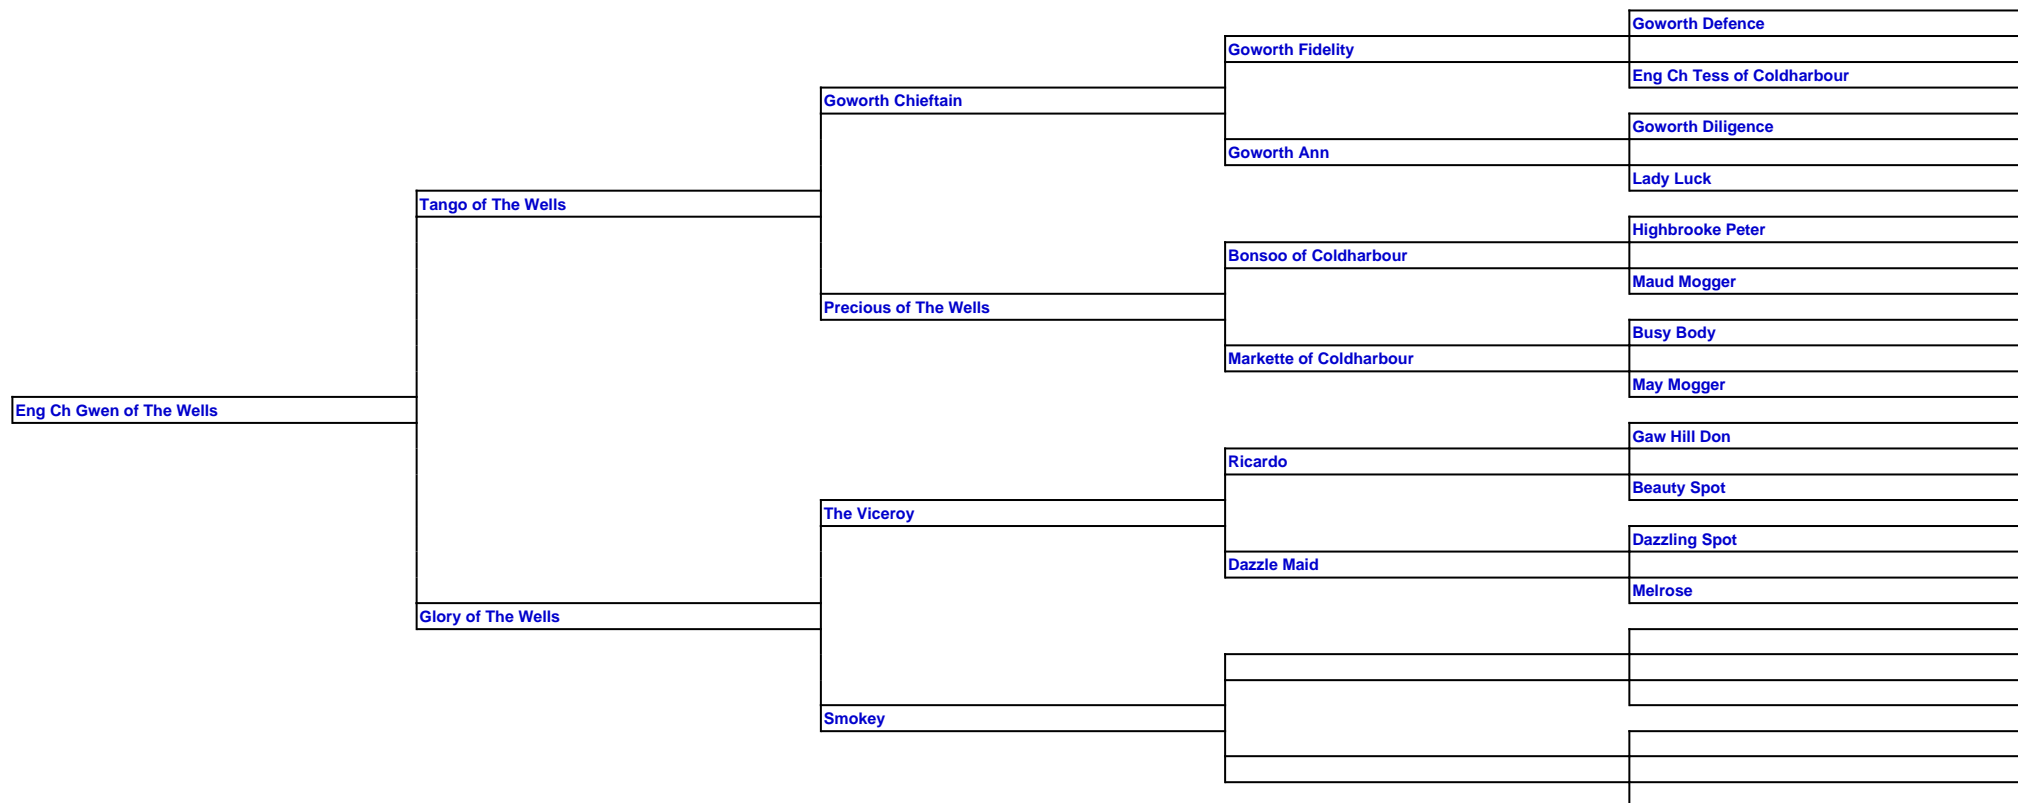 Goworth Defence
Goworth Fidelity
Eng Ch Tess of Coldharbour
Goworth Chieftain
Goworth Diligence
Goworth Ann
Lady Luck
Tango of The Wells
Highbrooke Peter
Bonsoo of Coldharbour
Maud Mogger
Precious of The Wells
Busy Body
Markette of Coldharbour
May Mogger
Eng Ch Gwen of The Wells
Gaw Hill Don
Ricardo
Beauty Spot
The Viceroy
Dazzling Spot
Dazzle Maid
Melrose
Glory of The Wells
Smokey